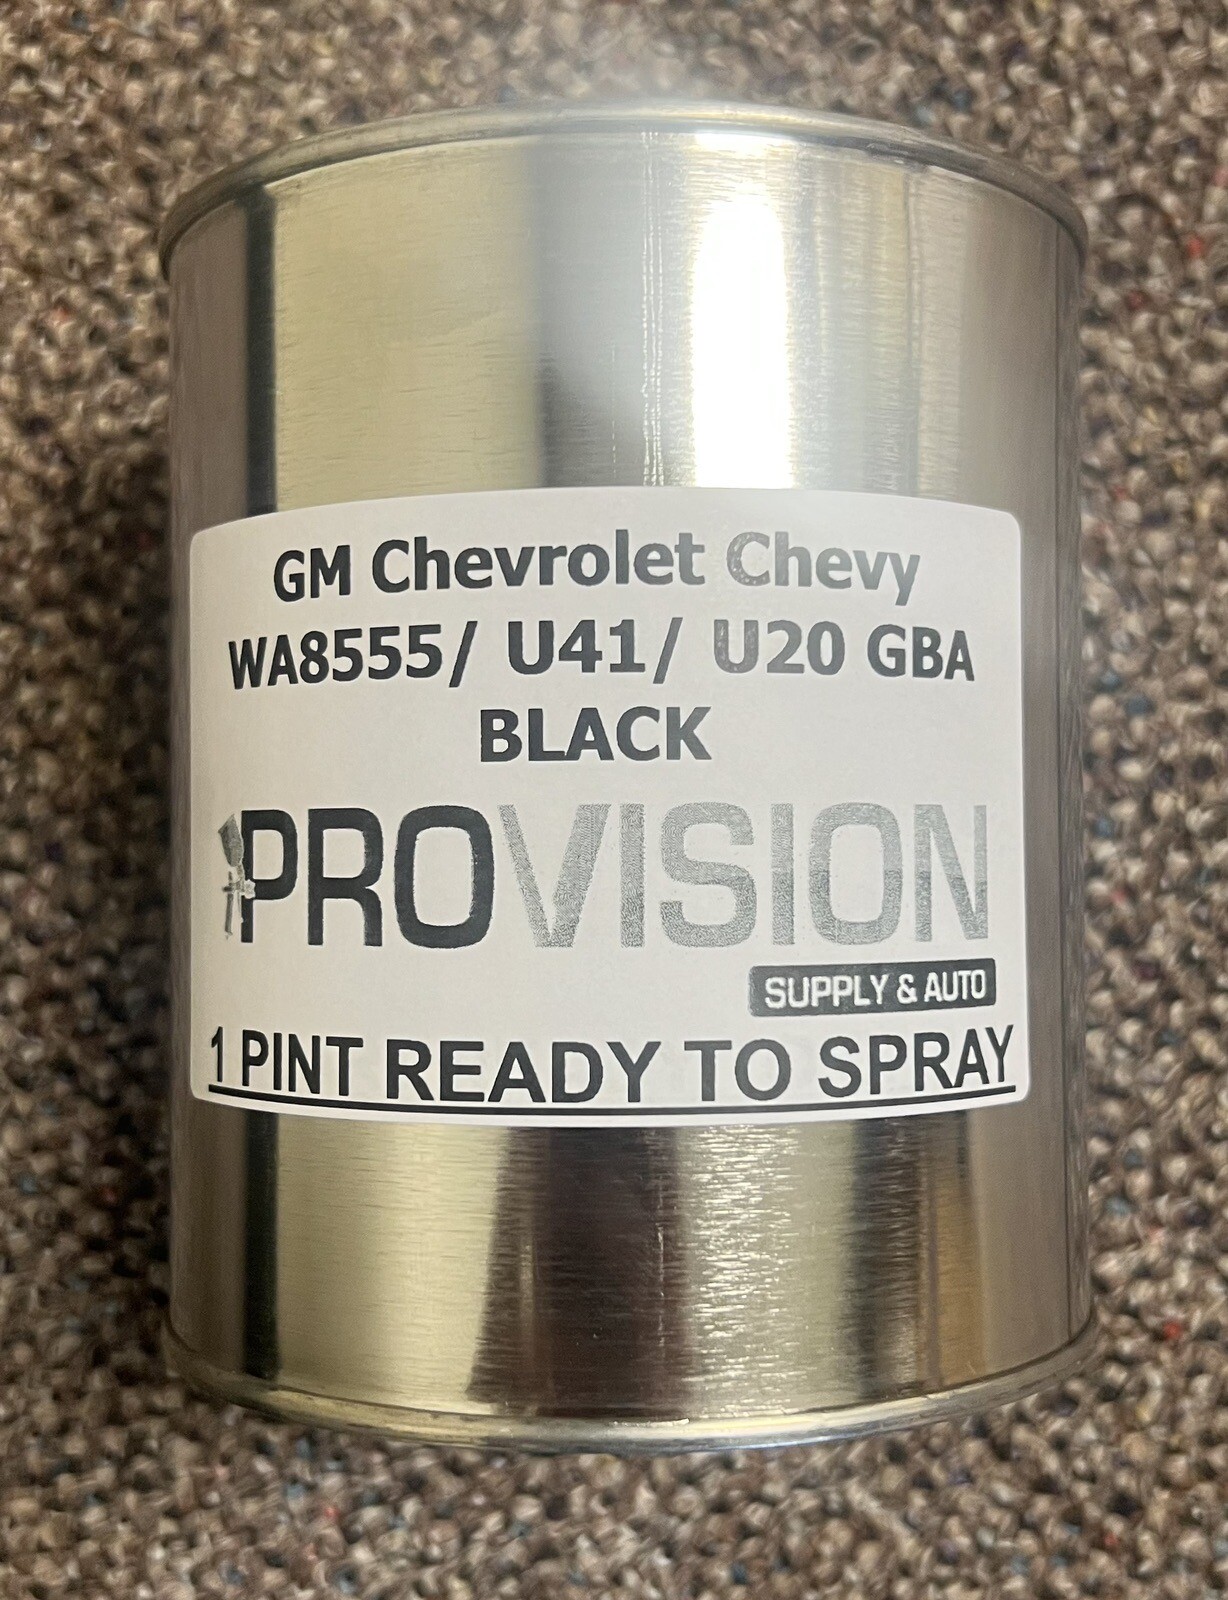 GM Chevrolet Chevy
WA8555/ U41/ U20 GBA
BLACK
PROVISION
SUPPLY & AUTO
1 PINT READY TO SPRAY